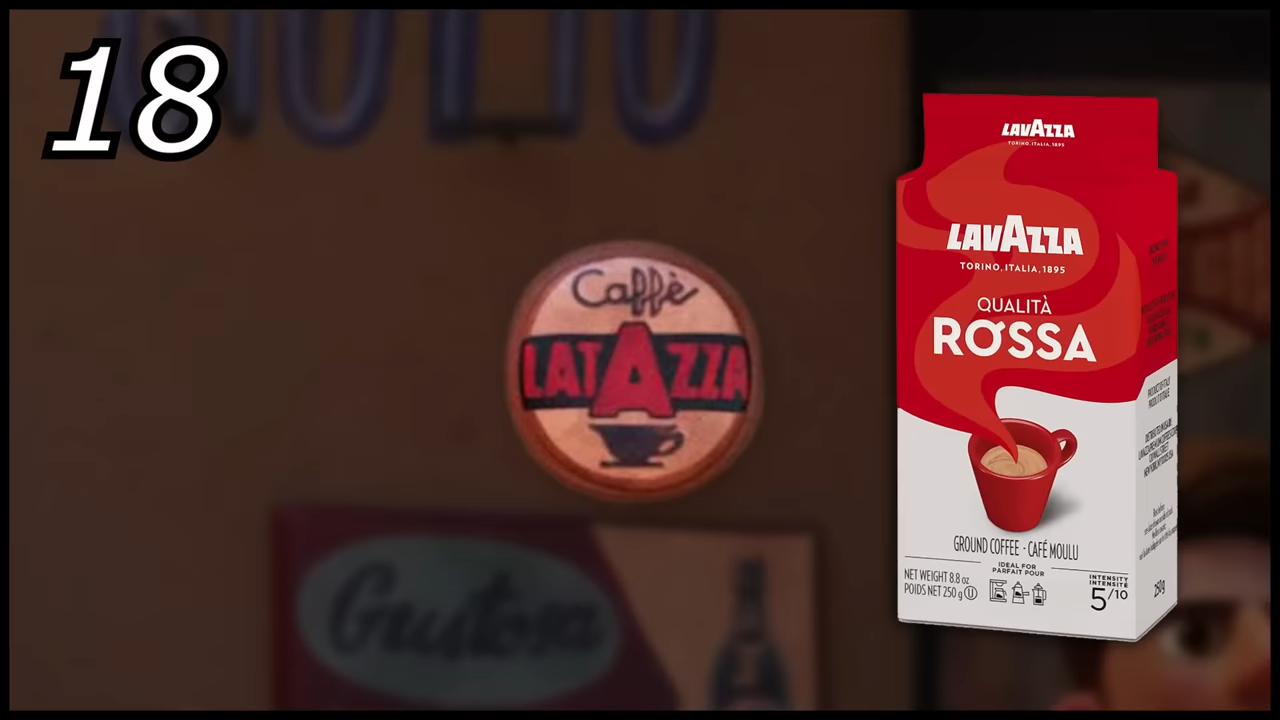 18
Caffè
LATAZZA
Gustosa
LAVAZZA
TORINO, ITALIA, 1895
LAVAZZA
TORINO, ITALIA, 1895
QUALITÀ
ROSSA
GROUND COFFEE - CAFÉ MOULU
IDEAL FOR
PARFAIT POUR
NET WEIGHT 8.8 oz
POIDS NET 250 g
INTENSITY
INTENSITÉ
5/10
250g